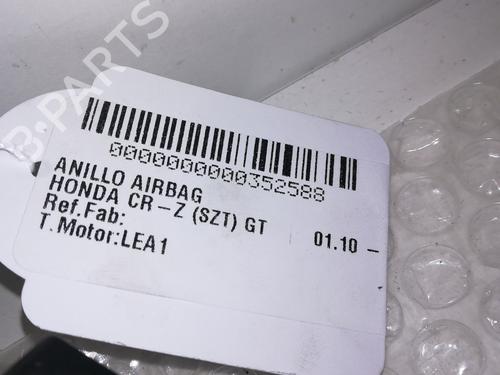 B-PARTS
0000000000352588
ANILLO AIRBAG
HONDA CR-Z (SZT) GT 01.10 -
Ref.Fab:
T.Motor:LEA1